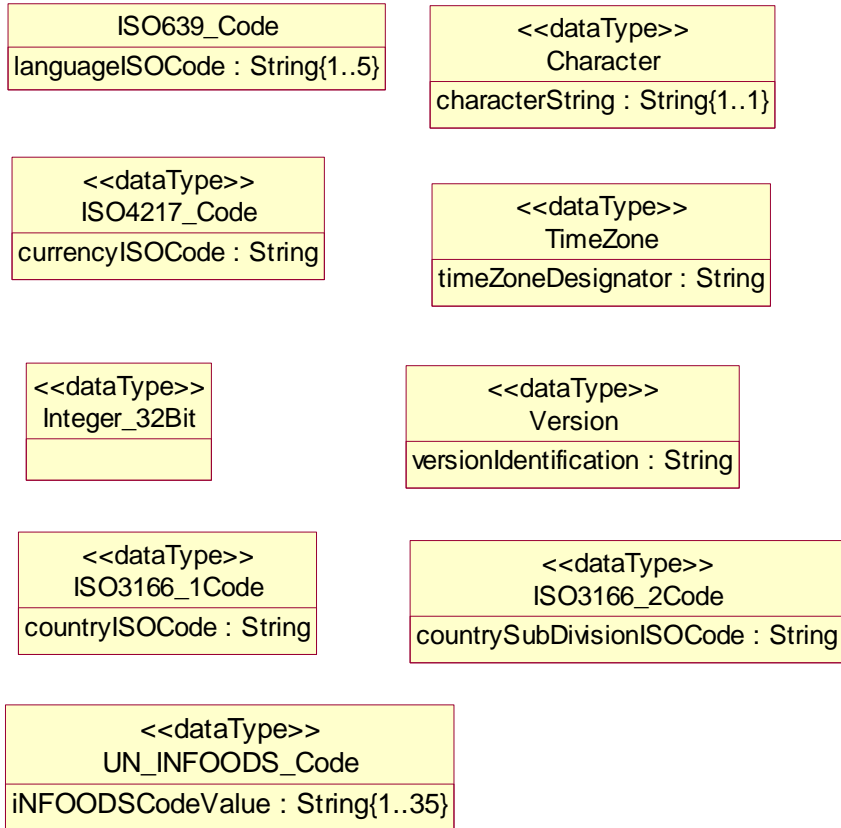 ISO639_Code
languageISOCode : String{1..5}
<<dataType>>
Character
characterString : String{1..1}
<<dataType>>
ISO4217_Code
currencyISOCode : String
<<dataType>>
TimeZone
timeZoneDesignator : String
<<dataType>>
Integer_32Bit
<<dataType>>
Version
versionIdentification : String
<<dataType>>
ISO3166_1Code
countryISOCode : String
<<dataType>>
ISO3166_2Code
countrySubDivisionISOCode : String
<<dataType>>
UN_INFOODS_Code
iNFOODSCodeValue : String{1..35}